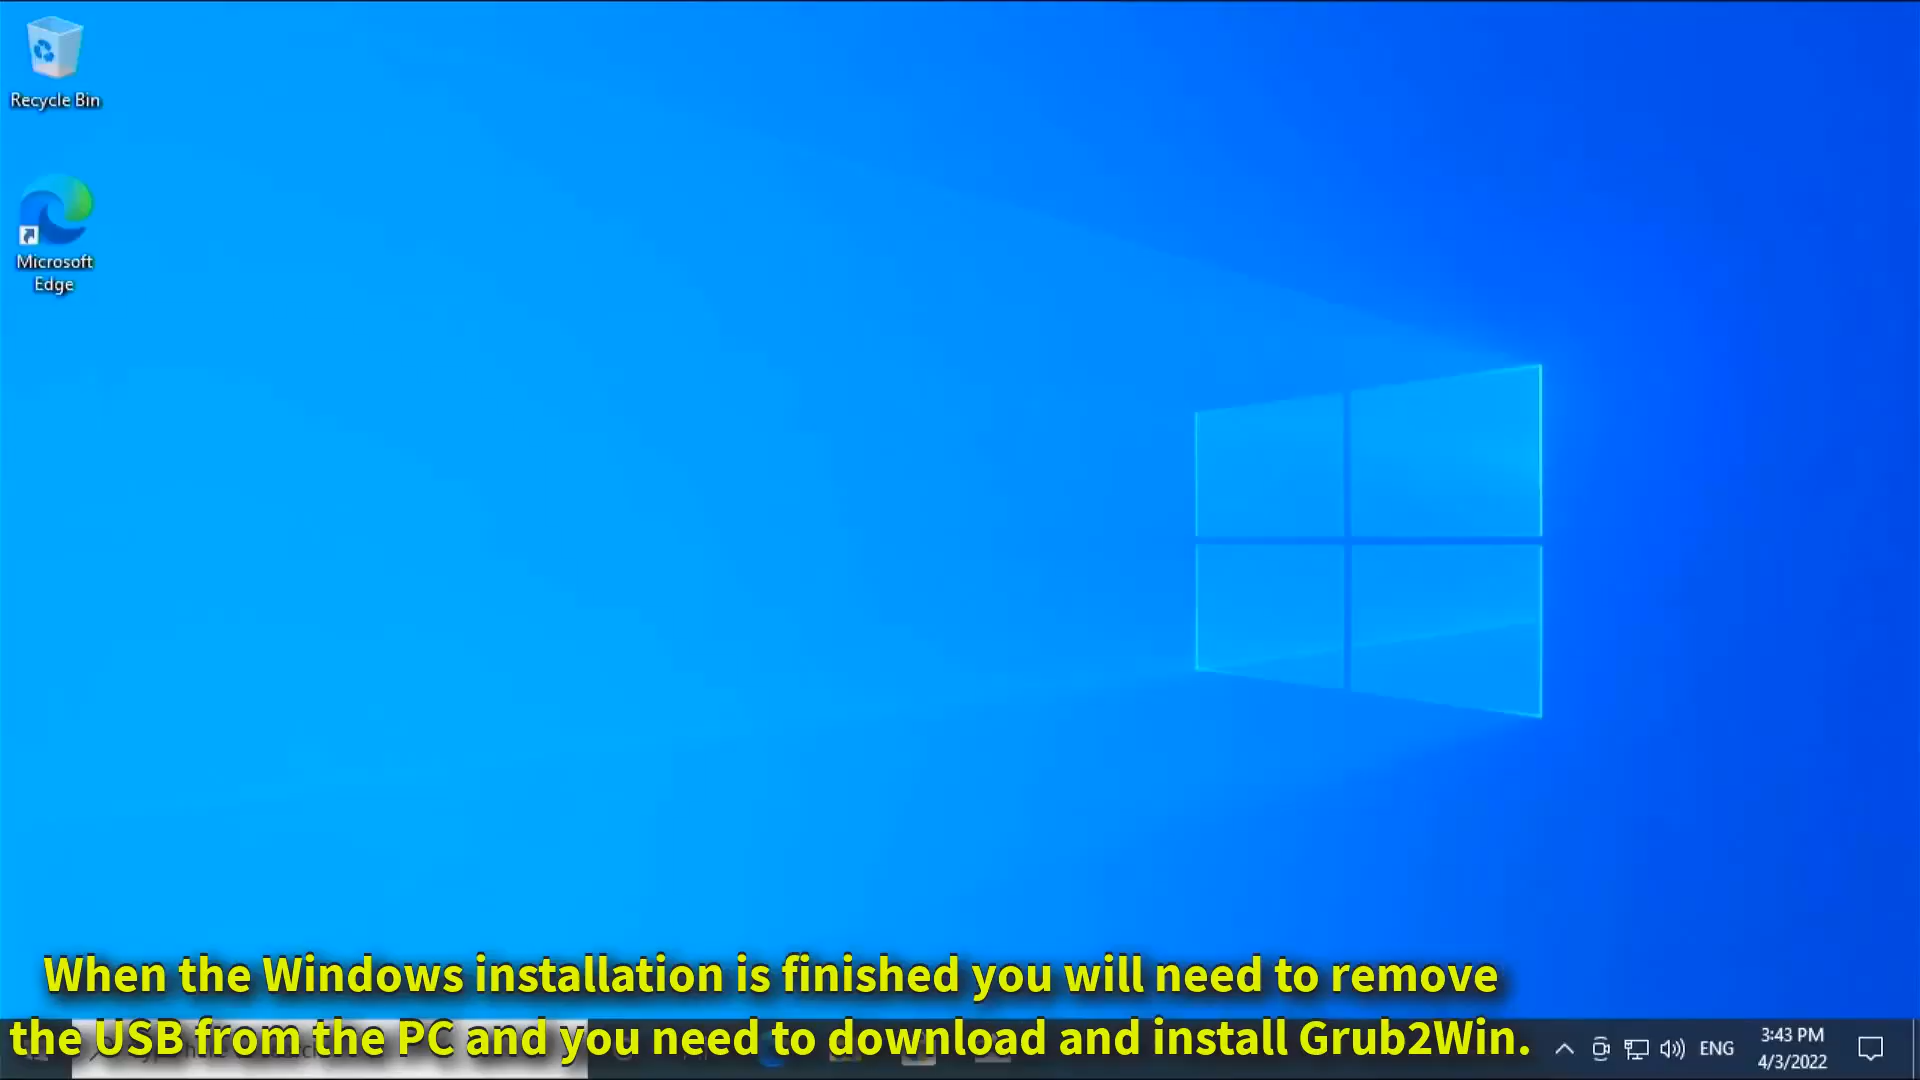 Recycle Bin
Microsoft
Edge
When the Windows installation is finished you will need to remove
the USB from the PC and you need to download and install Grub2Win.
ENG
3:43 PM
4/3/2022